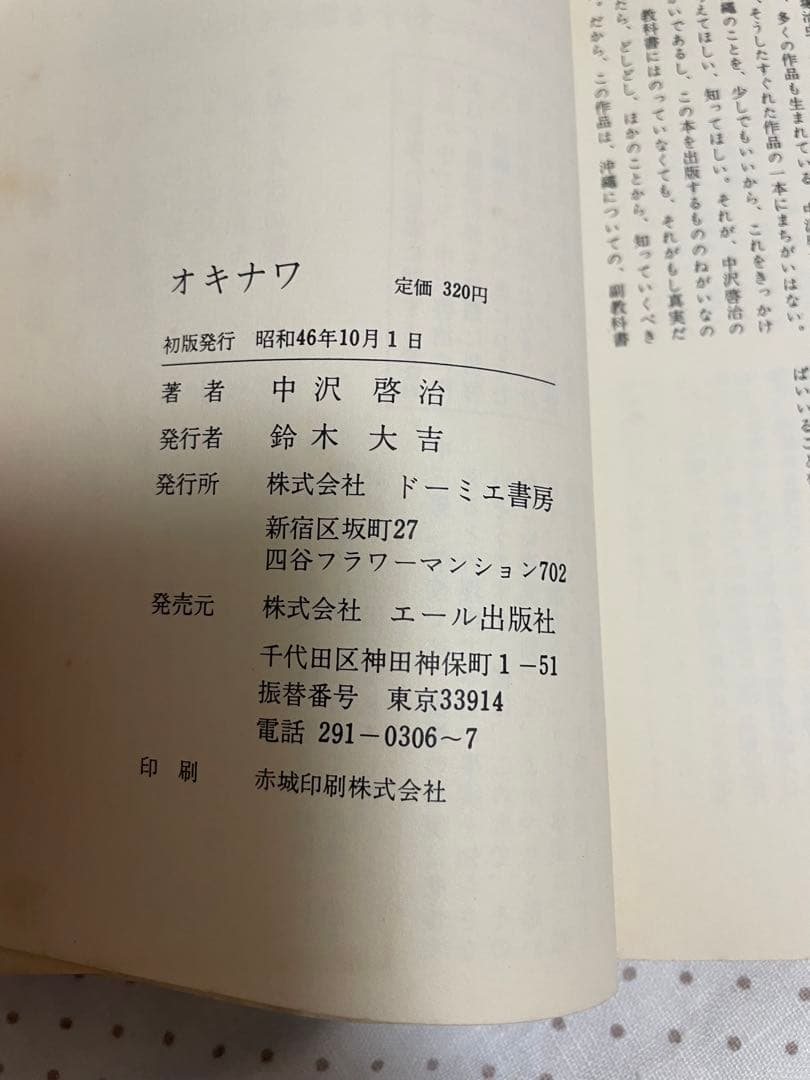 オキナワ 定価 320円
初版発行 昭和46年10月1日
著者 中沢 啓治
発行者 鈴木 大吉
発行所 株式会社 ドーミエ書房
新宿区坂町27
四谷フラワーマンション702
発売元 株式会社 エール出版社
千代田区神田神保町1-51
振替番号 東京33914
電話 291-0306~7
印刷 赤城印刷株式会社
多くの作品も生まれている。
そうしたすぐれた作品の一本にまちがいはない。
縄のことを、少しでもいいから、これをきっかけ
えてほしい、知ってほしい。それが、中沢啓治の
いであるし、この本を出版するもののねがいなの
教科書にはのっていなくても、それがもし真実だ
たら、どしどし、ほかのことから、知っていくべき
。だから、この作品は、沖縄についての、副教科書